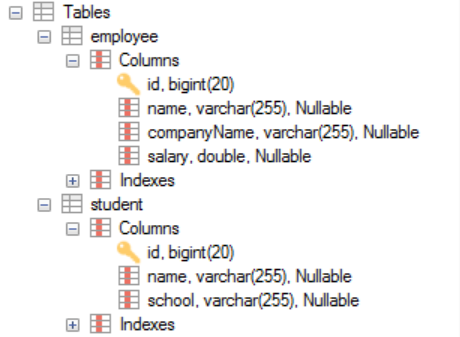 Tables
employee
Columns
id, bigint(20)
name, varchar(255), Nullable
companyName, varchar(255), Nullable
salary, double, Nullable
Indexes
student
Columns
id, bigint(20)
name, varchar(255), Nullable
school, varchar(255), Nullable
Indexes